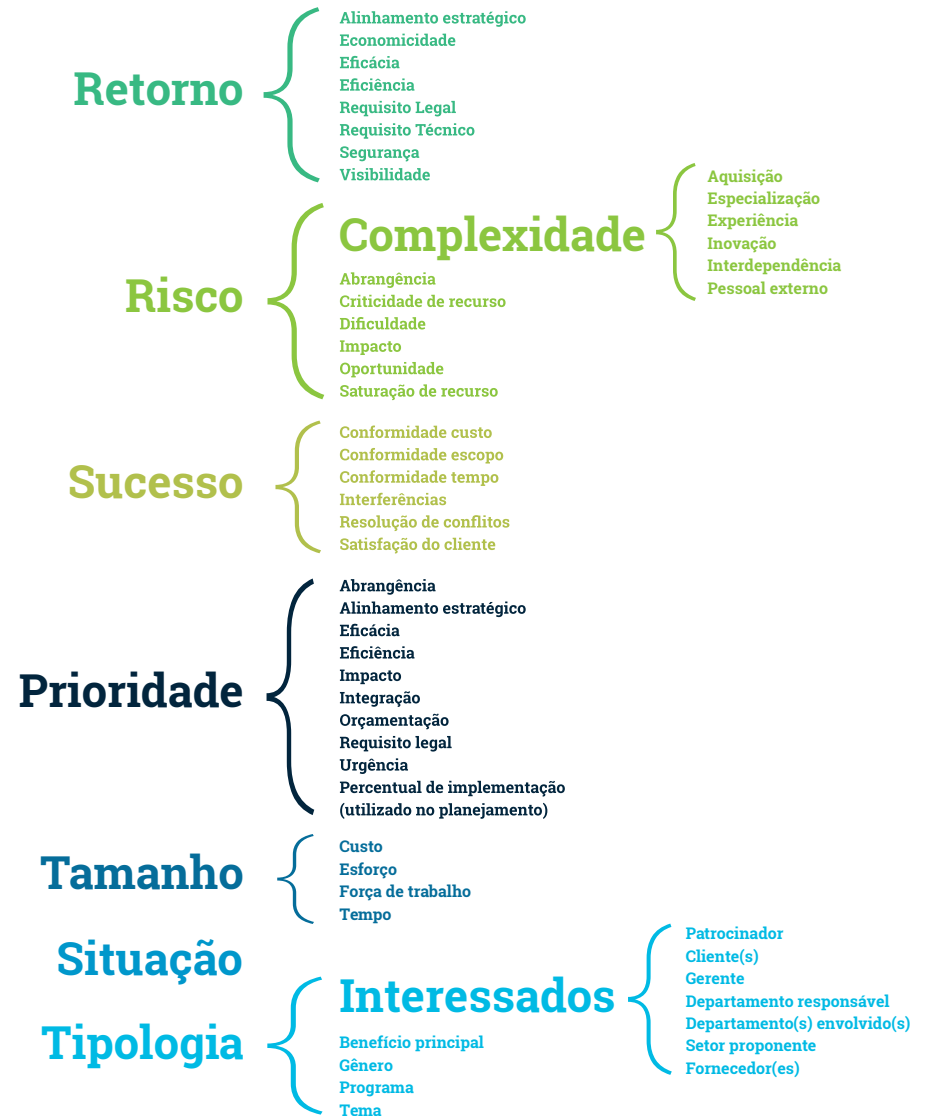 Retorno
Alinhamento estratégico
Economicidade
Eficácia
Eficiência
Requisito Legal
Requisito Técnico
Segurança
Visibilidade
Risco
Complexidade
Aquisição
Especialização
Experiência
Inovação
Interdependência
Pessoal externo
Abrangência
Criticidade de recurso
Dificuldade
Impacto
Oportunidade
Saturação de recurso
Sucesso
Conformidade custo
Conformidade escopo
Conformidade tempo
Interferências
Resolução de conflitos
Satisfação do cliente
Prioridade
Abrangência
Alinhamento estratégico
Eficácia
Eficiência
Impacto
Integração
Orçamentação
Requisito legal
Urgência
Percentual de implementação
(utilizado no planejamento)
Tamanho
Custo
Esforço
Força de trabalho
Tempo
Situação
Tipologia
Interessados
Patrocinador
Cliente(s)
Gerente
Departamento responsável
Departamento(s) envolvido(s)
Setor proponente
Fornecedor(es)
Benefício principal
Gênero
Programa
Tema